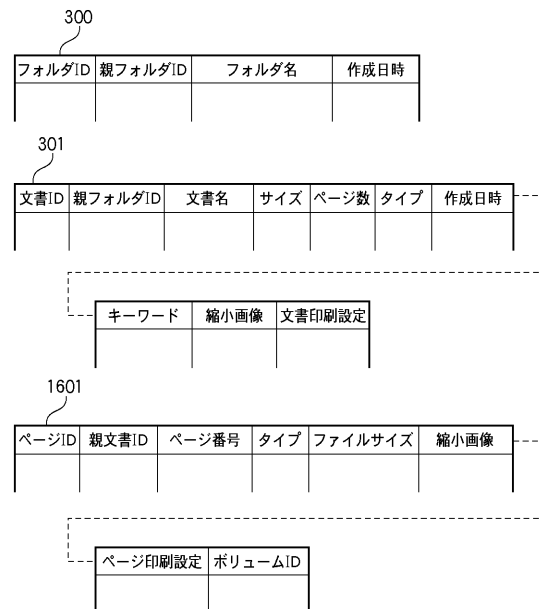 300
フォルダID 親フォルダID フォルダ名 作成日時
301
文書ID 親フォルダID 文書名 サイズ ページ数 タイプ 作成日時
キーワード 縮小画像 文書印刷設定
1601
ページID 親文書ID ページ番号 タイプ ファイルサイズ 縮小画像
ページ印刷設定 ボリュームID